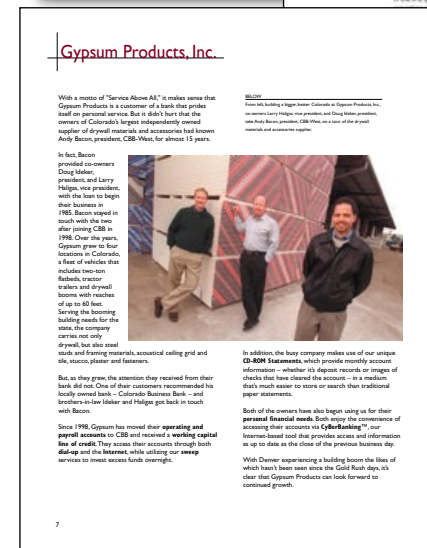 Gypsum Products, Inc.
With a motto of "Service Above All," it makes sense that
Gypsum Products is a customer of a bank that prides
itself on personal service. But it didn't hurt that the
owners of Colorado's largest independently owned
supplier of drywall materials and accessories had known
Andy Bacon, president, CBB-West, for almost 15 years.
BELOW
From left, building a bigger, better Colorado at Gypsum Products, Inc.,
co-owners Larry Haligas, vice president, and Doug Ideker, president,
take Andy Bacon, president, CBB-West, on a tour of the drywall
materials and accessories supplier.
In fact, Bacon
provided co-owners
Doug Ideker,
president, and Larry
Haligas, vice president,
with the loan to begin
their business in
1985. Bacon stayed in
touch with the two
after joining CBB in
1998. Over the years,
Gypsum grew to four
locations in Colorado,
a fleet of vehicles that
includes two-ton
flatbeds, tractor
trailers and drywall
booms with reaches
of up to 60 feet.
Serving the booming
building needs for the
state, the company
carries not only
drywall, but also steel
studs and framing materials, acoustical ceiling grid and
tile, stucco, plaster and fasteners.
But, as they grew, the attention they received from their
bank did not. One of their customers recommended his
locally owned bank – Colorado Business Bank – and
brothers-in-law Ideker and Haligas got back in touch
with Bacon.
Since 1998, Gypsum has moved their operating and
payroll accounts to CBB and received a working capital
line of credit. They access their accounts through both
dial-up and the Internet, while utilizing our sweep
services to invest excess funds overnight.
In addition, the busy company makes use of our unique
CD-ROM Statements, which provide monthly account
information – whether it's deposit records or images of
checks that have cleared the account – in a medium
that's much easier to store or search than traditional
paper statements.
Both of the owners have also begun using us for their
personal financial needs. Both enjoy the convenience of
accessing their accounts via CyBerBanking™, our
Internet-based tool that provides access and information
as up to date as the close of the previous business day.
With Denver experiencing a building boom the likes of
which hasn't been seen since the Gold Rush days, it's
clear that Gypsum Products can look forward to
continued growth.
7